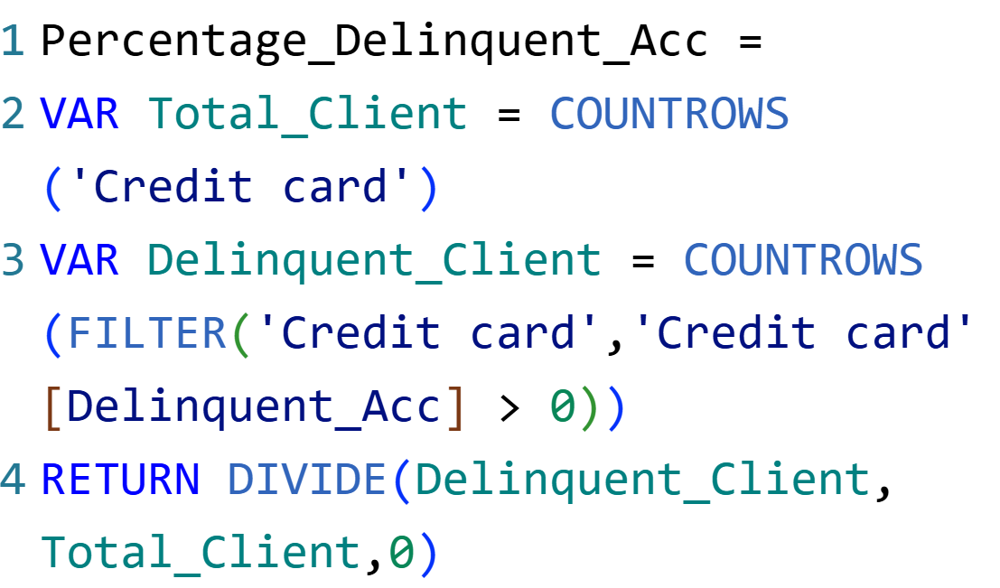 1 Percentage_Delinquent_Acc =
2 VAR Total_Client = COUNTROWS
('Credit card')
3 VAR Delinquent_Client = COUNTROWS
(FILTER('Credit card','Credit card'
[Delinquent_Acc] > 0))
4 RETURN DIVIDE(Delinquent_Client,
Total_Client,0)